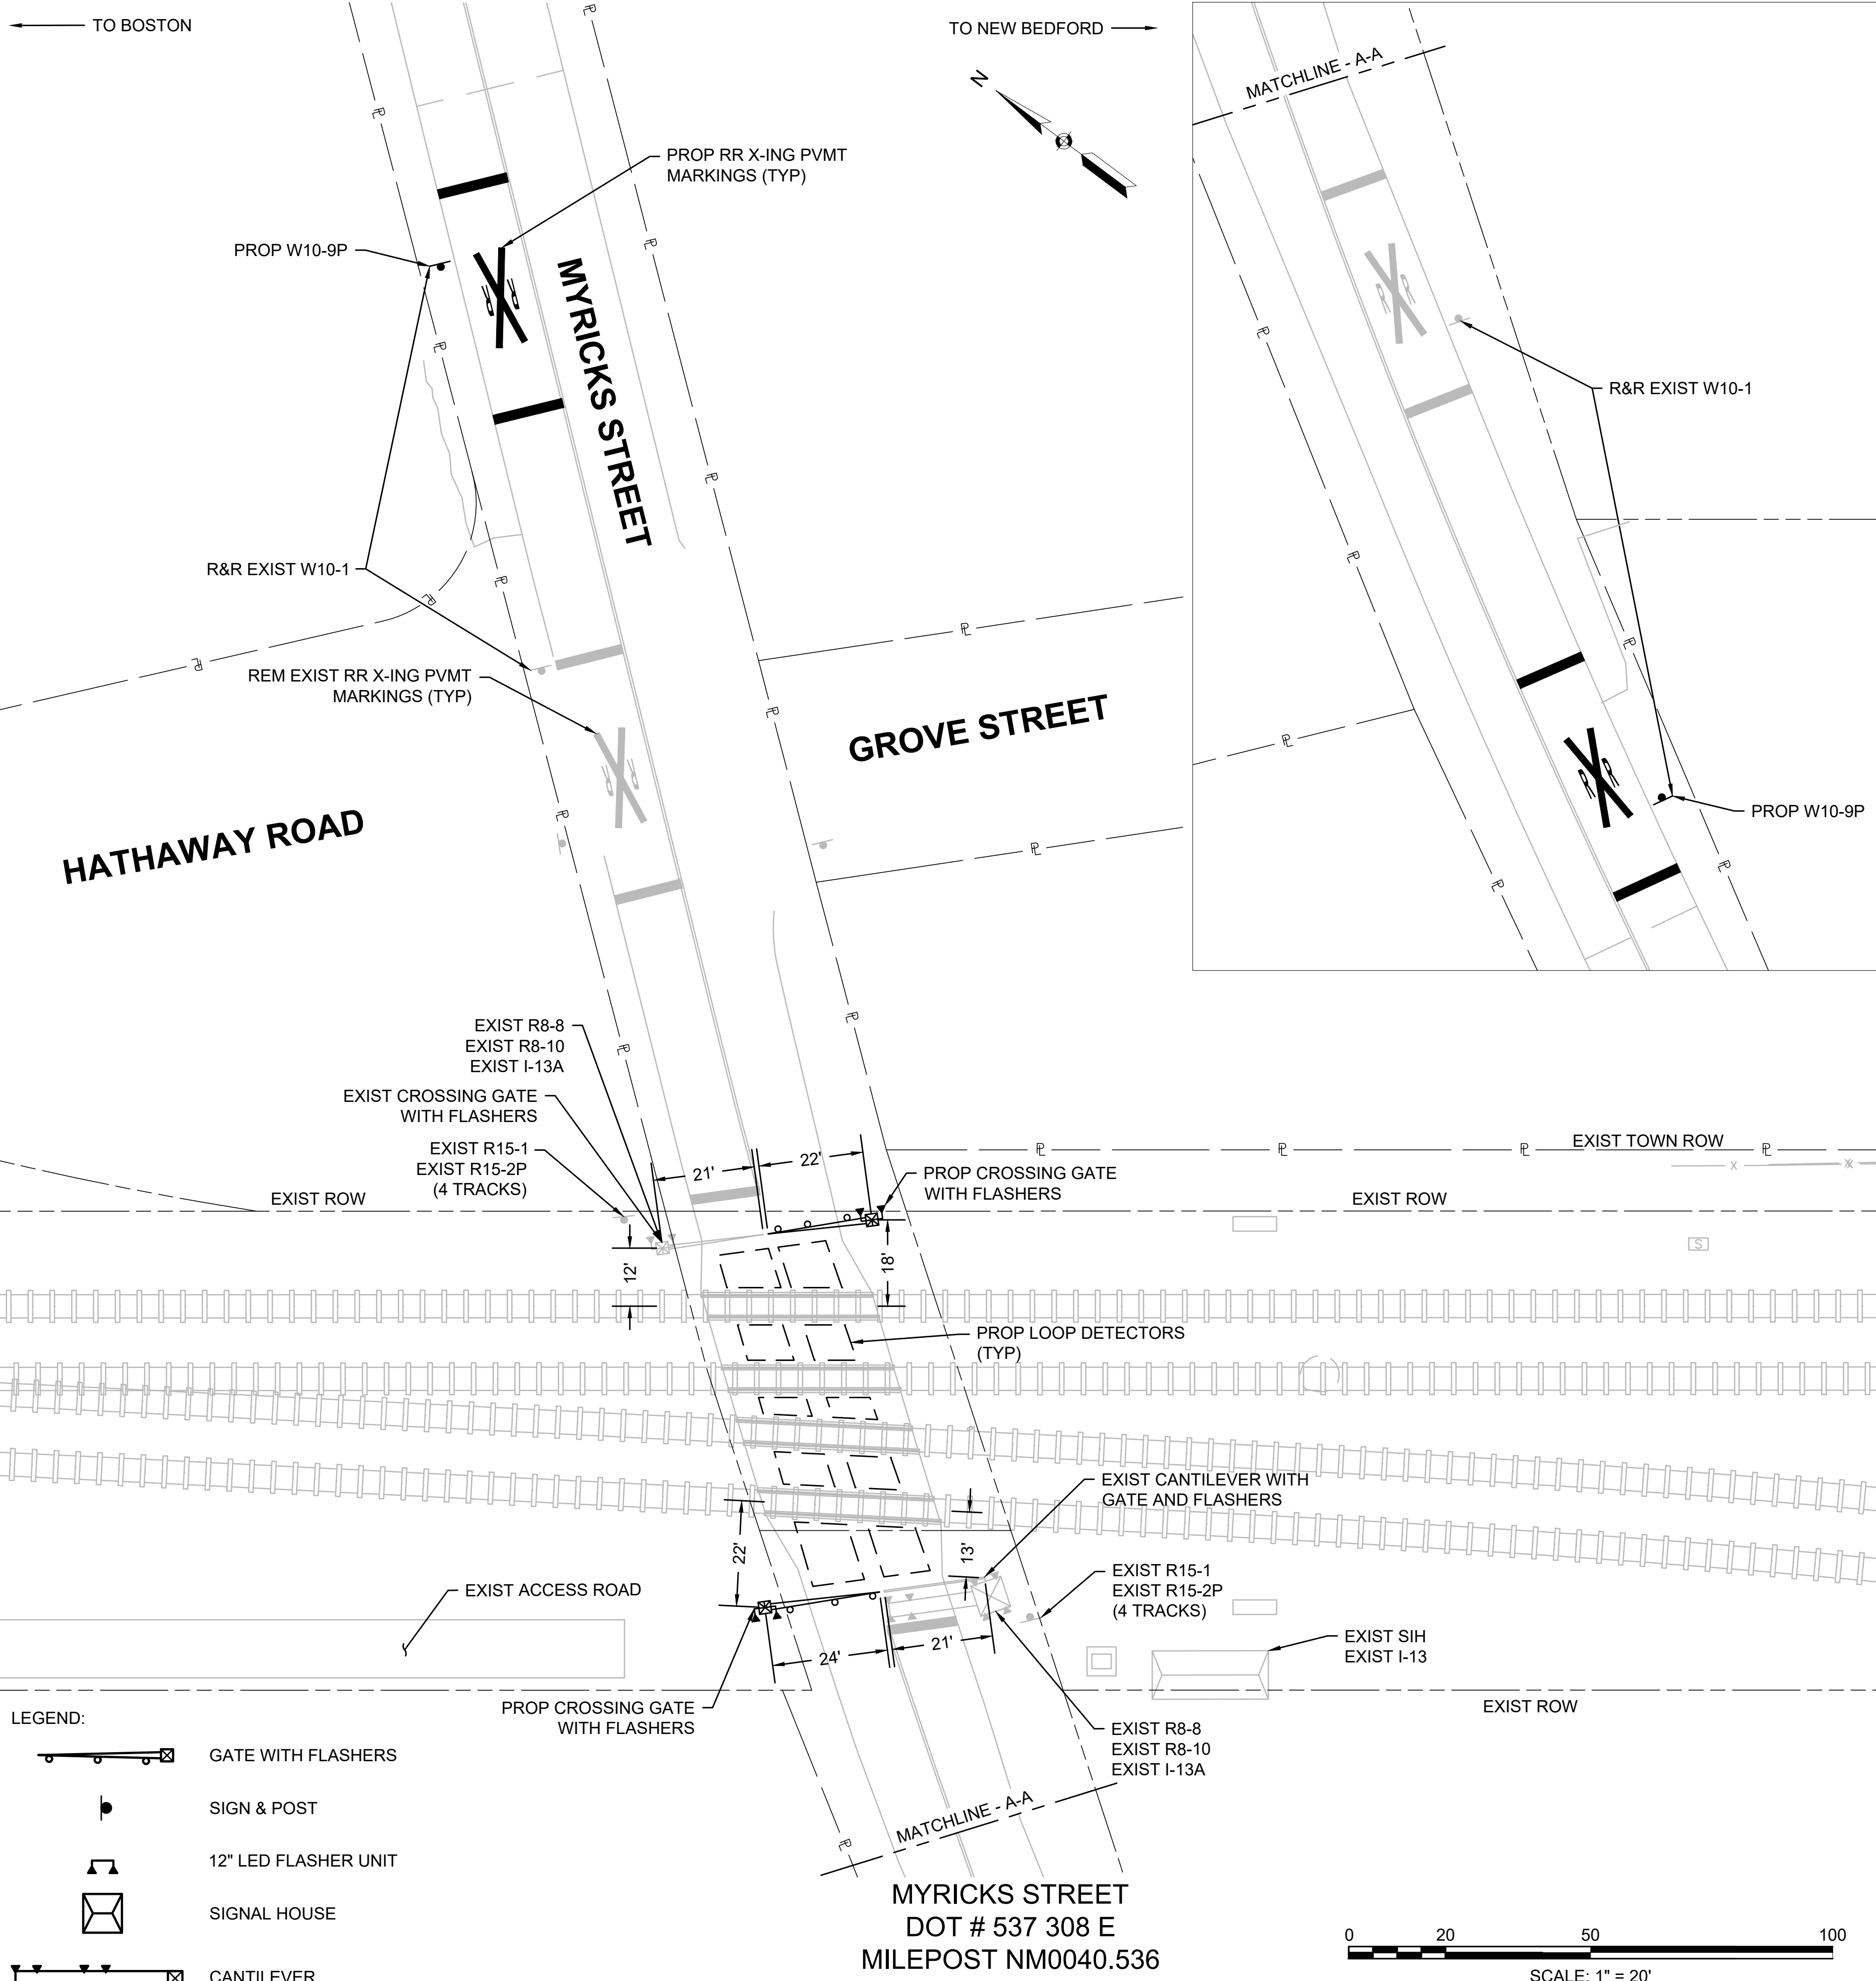 TO BOSTON
TO NEW BEDFORD
N
MATCHLINE - A-A
PROP RR X-ING PVMT
MARKINGS (TYP)
PROP W10-9P
MYRICKS STREET
R&R EXIST W10-1
R&R EXIST W10-1
REM EXIST RR X-ING PVMT
MARKINGS (TYP)
GROVE STREET
PROP W10-9P
HATHAWAY ROAD
EXIST R8-8
EXIST R8-10
EXIST I-13A
EXIST CROSSING GATE
WITH FLASHERS
EXIST R15-1
EXIST R15-2P
(4 TRACKS)
21'
22'
PROP CROSSING GATE
WITH FLASHERS
EXIST TOWN ROW
EXIST ROW
EXIST ROW
S
12'
18'
PROP LOOP DETECTORS
(TYP)
EXIST CANTILEVER WITH
GATE AND FLASHERS
22'
13'
EXIST ACCESS ROAD
EXIST R15-1
EXIST R15-2P
(4 TRACKS)
24'
21'
EXIST SIH
EXIST I-13
PROP CROSSING GATE
WITH FLASHERS
EXIST ROW
EXIST R8-8
EXIST R8-10
EXIST I-13A
MATCHLINE - A-A
LEGEND:
GATE WITH FLASHERS
SIGN & POST
12" LED FLASHER UNIT
SIGNAL HOUSE
CANTILEVER
MYRICKS STREET
DOT # 537 308 E
MILEPOST NM0040.536
0 20 50 100
SCALE: 1" = 20'